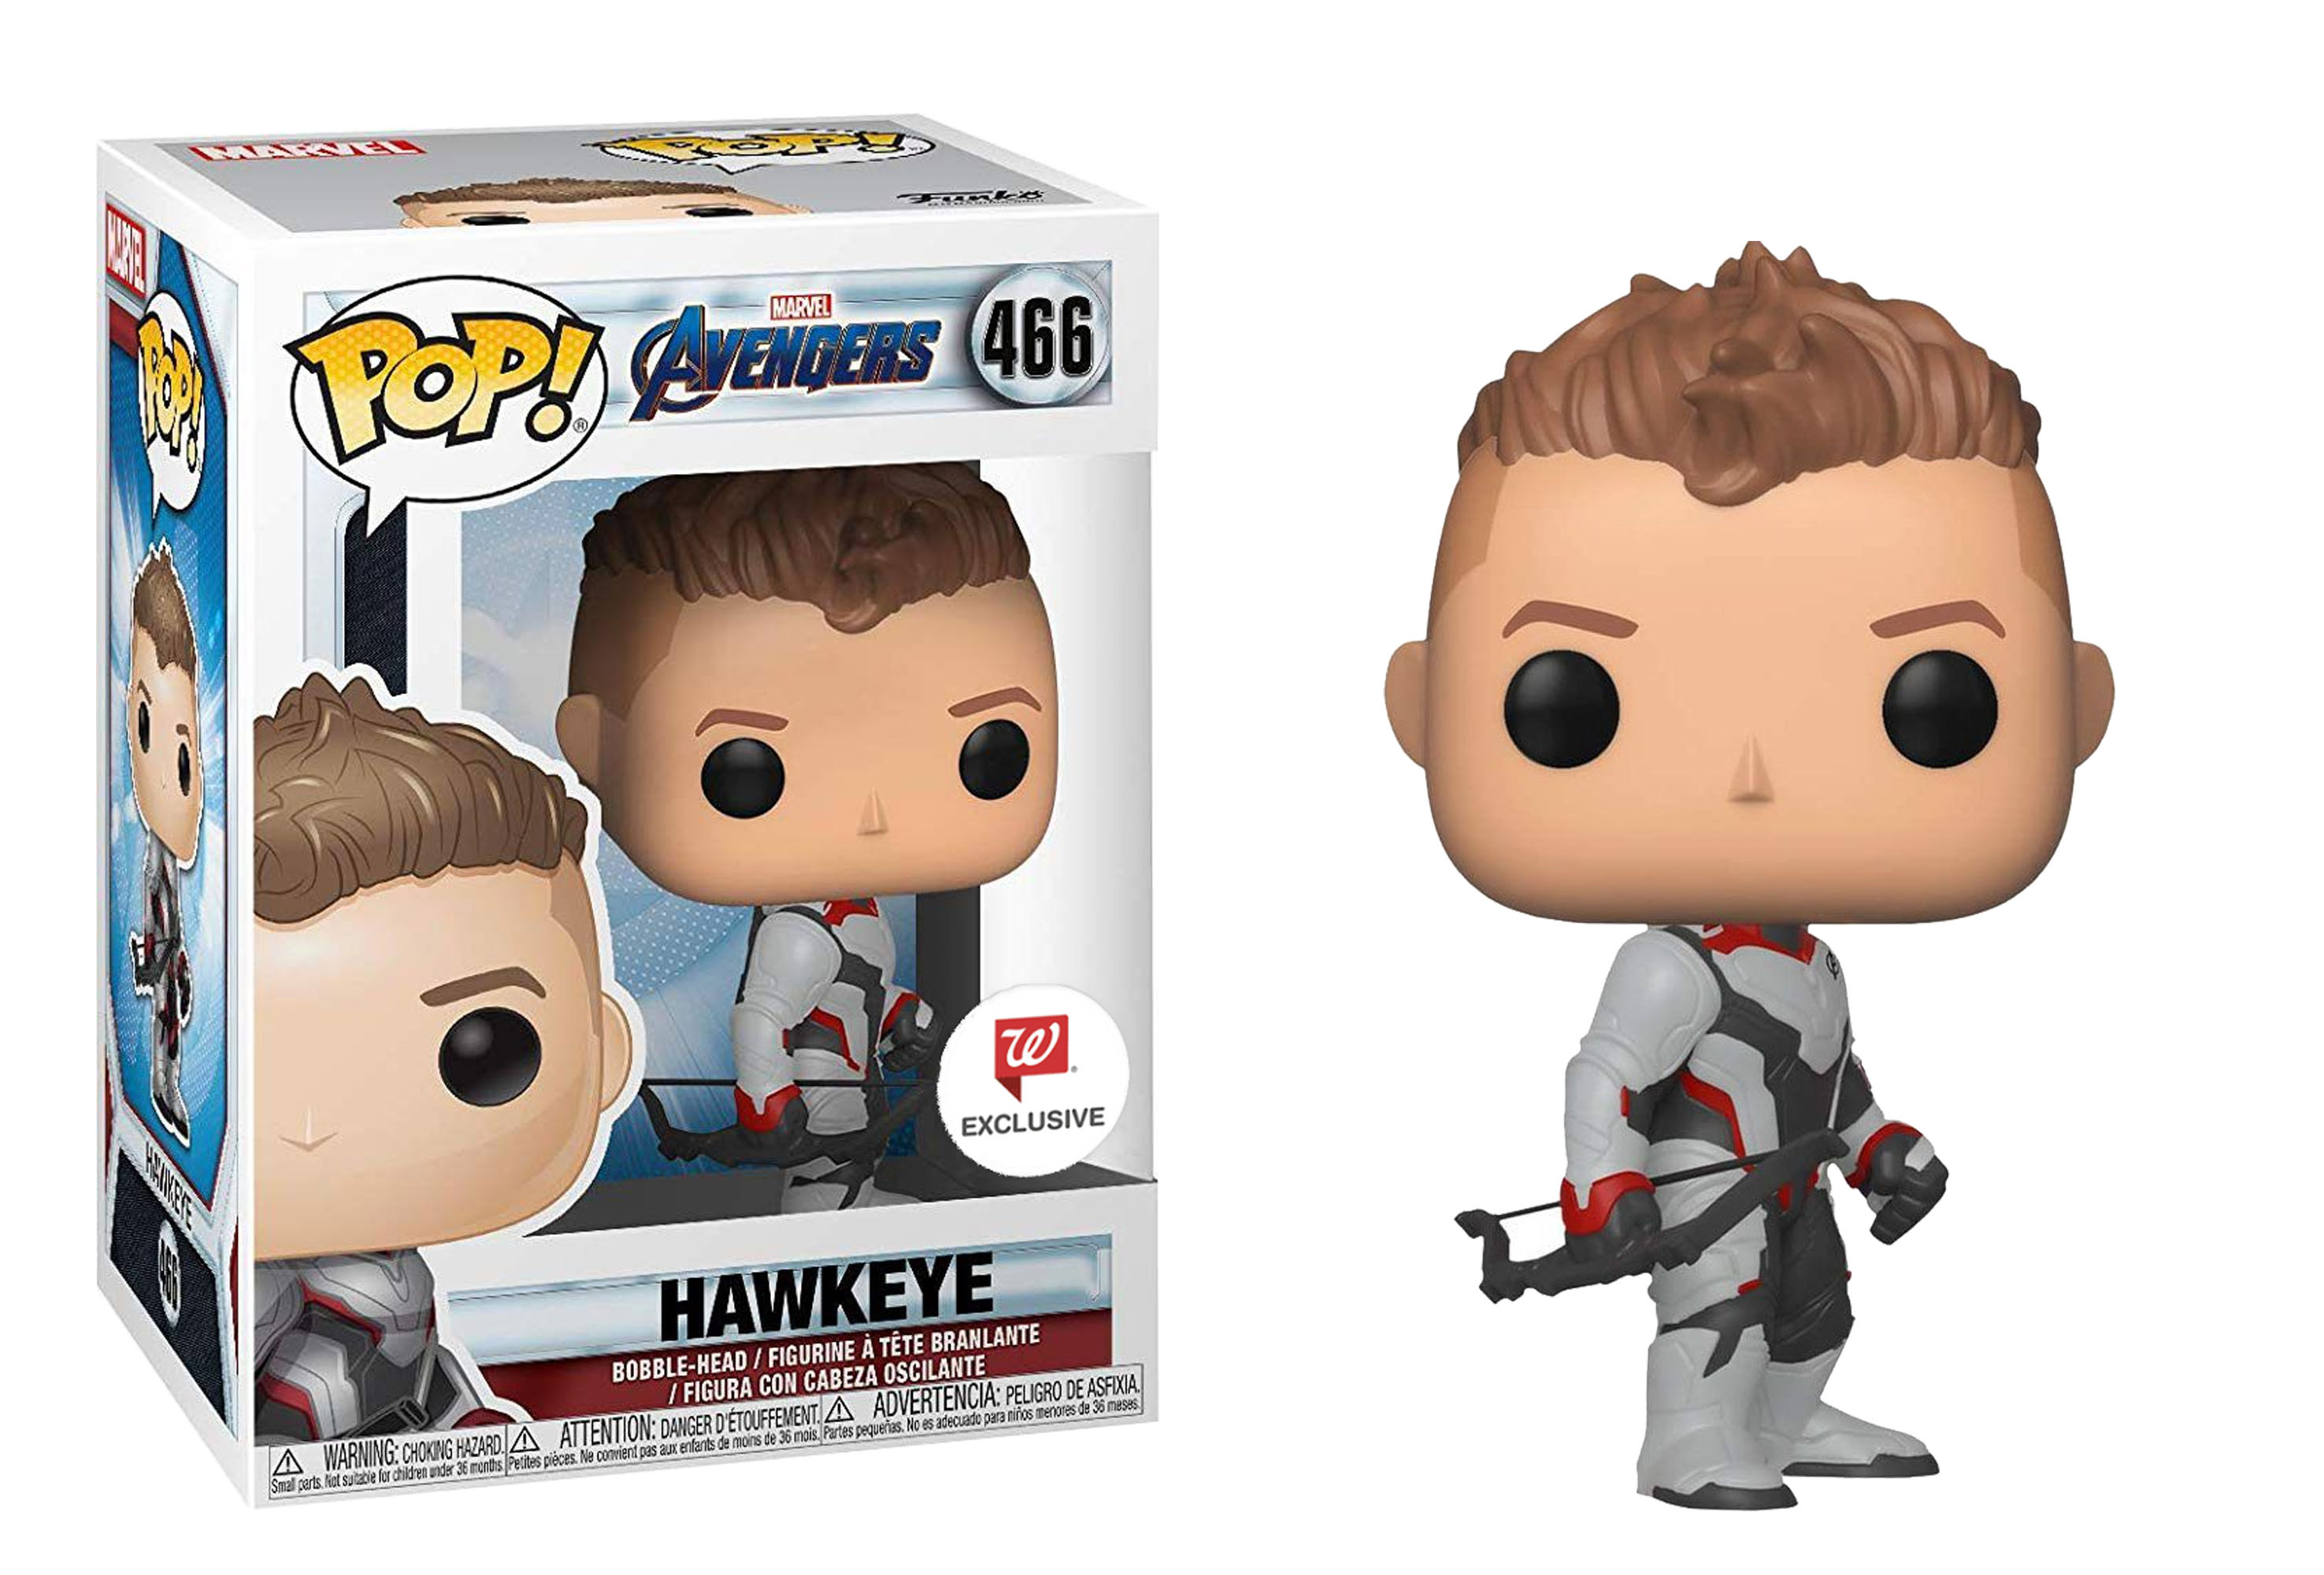 MARVEL
POP!
Funko
MARVEL
POP!
HAWKEYE
466
POP!®
MARVEL
AVENGERS
466
W®
EXCLUSIVE
HAWKEYE
BOBBLE-HEAD / FIGURINE À TÊTE BRANLANTE
/ FIGURA CON CABEZA OSCILANTE
WARNING: CHOKING HAZARD.
Small parts. Not suitable for children under 36 months.
ATTENTION: DANGER D'ÉTOUFFEMENT.
Petites pièces. Ne convient pas aux enfants de moins de 36 mois.
ADVERTENCIA: PELIGRO DE ASFIXIA.
Partes pequeñas. No es adecuado para niños menores de 36 meses.